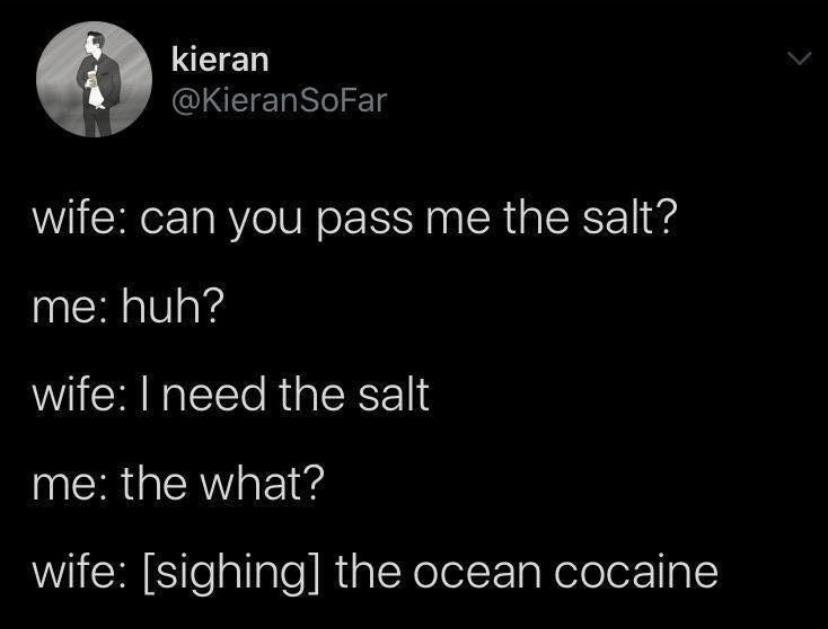 kieran
@KieranSoFar
wife: can you pass me the salt?
me: huh?
wife: I need the salt
me: the what?
wife: [sighing] the ocean cocaine